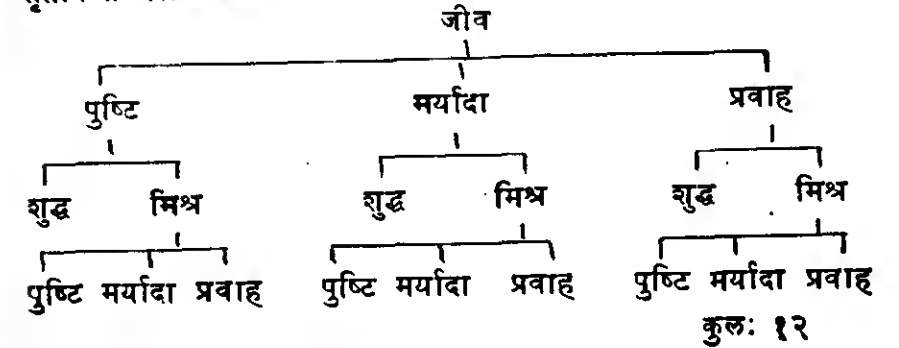 जीव
पुष्टि मर्यादा प्रवाह
शुद्ध मिश्र शुद्ध मिश्र शुद्ध मिश्र
पुष्टि मर्यादा प्रवाह पुष्टि मर्यादा प्रवाह पुष्टि मर्यादा प्रवाह
कुलः १२